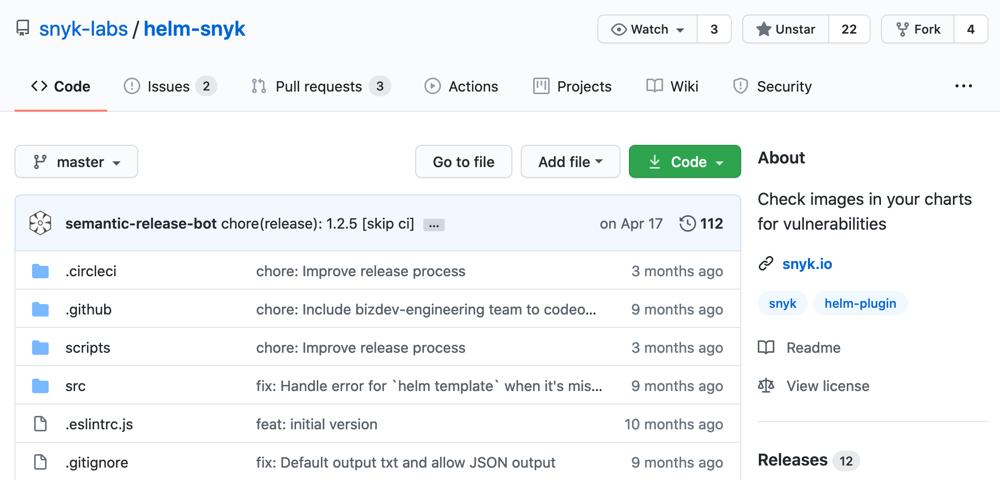 snyk-labs / helm-snyk
Watch 3
Unstar 22
Fork 4
Code
Issues 2
Pull requests 3
Actions
Projects
Wiki
Security
master
Go to file
Add file
Code
semantic-release-bot chore(release): 1.2.5 [skip ci] ... on Apr 17 112
.circleci chore: Improve release process 3 months ago
.github chore: Include bizdev-engineering team to codeo... 9 months ago
scripts chore: Improve release process 3 months ago
src fix: Handle error for `helm template` when it's mis... 9 months ago
.eslintrc.js feat: initial version 10 months ago
.gitignore fix: Default output txt and allow JSON output 9 months ago
About
Check images in your charts
for vulnerabilities
snyk.io
snyk helm-plugin
Readme
View license
Releases 12